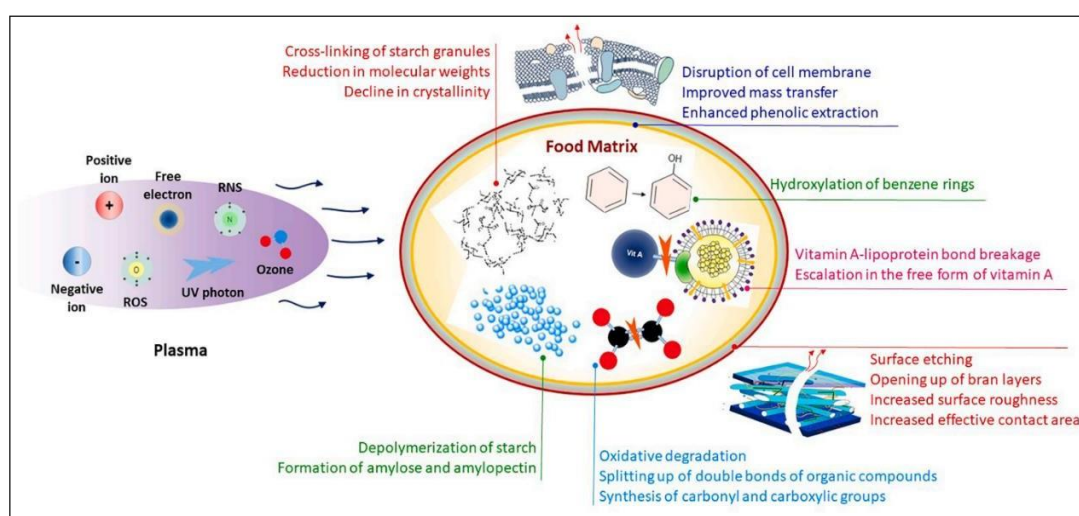 Cross-linking of starch granules
Reduction in molecular weights
Decline in crystallinity
Disruption of cell membrane
Improved mass transfer
Enhanced phenolic extraction
Food Matrix
OH
Positive
ion
Free
electron
RNS
+
N
Hydroxylation of benzene rings
Vit A
Vitamin A-lipoprotein bond breakage
Escalation in the free form of vitamin A
-
O
Ozone
Negative
ion
ROS
UV photon
Plasma
Surface etching
Opening up of bran layers
Increased surface roughness
Increased effective contact area
Depolymerization of starch
Formation of amylose and amylopectin
Oxidative degradation
Splitting up of double bonds of organic compounds
Synthesis of carbonyl and carboxylic groups